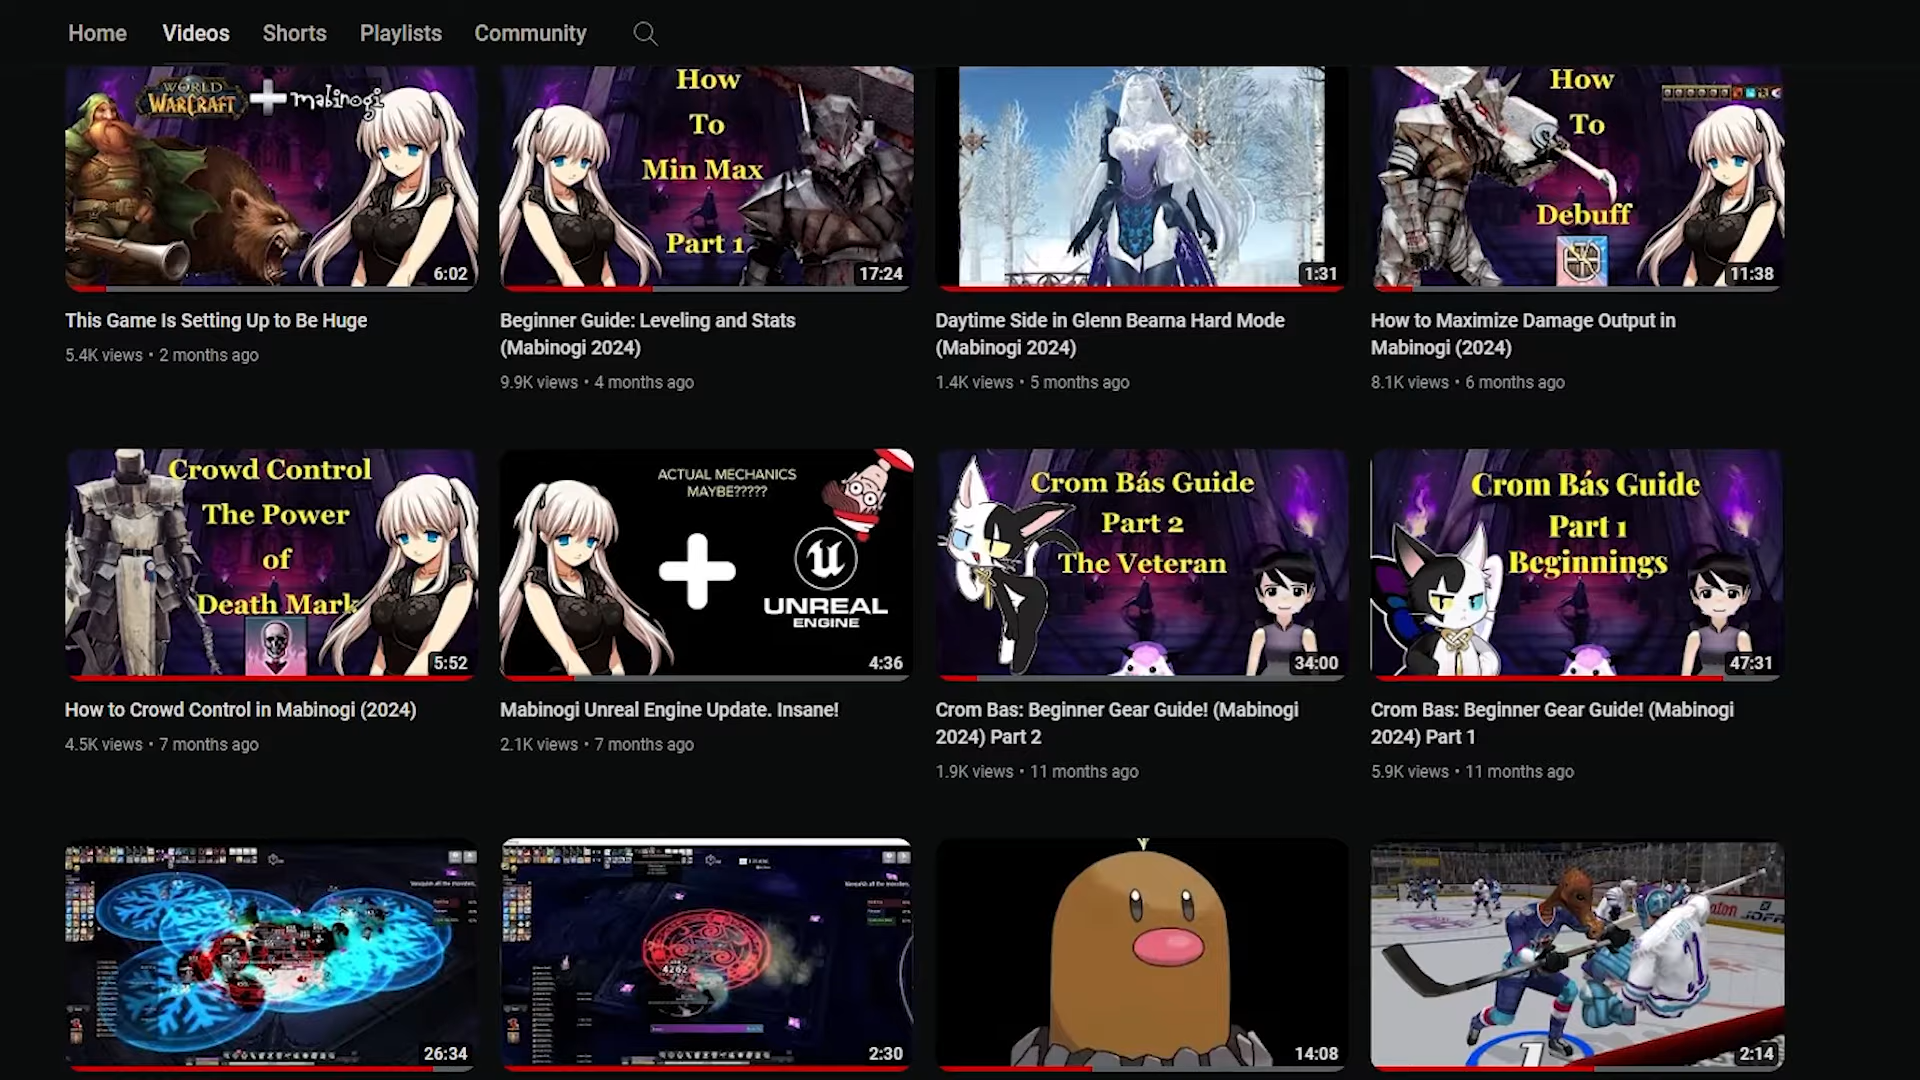 Home Videos Shorts Playlists Community
WORLD
WARCRAFT
mabinogi
6:02
How
To
Min Max
Part 1
17:24
1:31
How
To
Debuff
11:38
This Game Is Setting Up to Be Huge
5.4K views • 2 months ago
Beginner Guide: Leveling and Stats
(Mabinogi 2024)
9.9K views • 4 months ago
Daytime Side in Glenn Bearna Hard Mode
(Mabinogi 2024)
1.4K views • 5 months ago
How to Maximize Damage Output in
Mabinogi (2024)
8.1K views • 6 months ago
Crowd Control
The Power
of
Death Mark
5:52
ACTUAL MECHANICS
MAYBE?????
UNREAL
ENGINE
4:36
Crom Bás Guide
Part 2
The Veteran
34:00
Crom Bás Guide
Part 1
Beginnings
47:31
How to Crowd Control in Mabinogi (2024)
4.5K views • 7 months ago
Mabinogi Unreal Engine Update. Insane!
2.1K views • 7 months ago
Crom Bas: Beginner Gear Guide! (Mabinogi
2024) Part 2
1.9K views • 11 months ago
Crom Bas: Beginner Gear Guide! (Mabinogi
2024) Part 1
5.9K views • 11 months ago
26:34
4262
2:30
14:08
JOFA
21
1
2:14